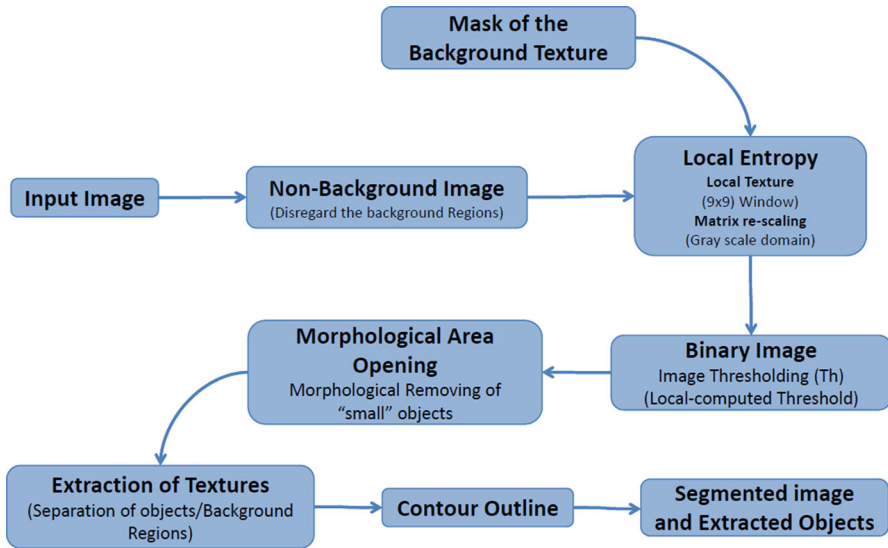 Mask of the
Background Texture
Input Image
Non-Background Image
(Disregard the background Regions)
Local Entropy
Local Texture
(9x9) Window
Matrix re-scaling
(Gray scale domain)
Binary Image
Image Thresholding (Th)
(Local-computed Threshold)
Morphological Area
Opening
Morphological Removing of
“small” objects
Extraction of Textures
(Separation of objects/Background
Regions)
Contour Outline
Segmented image
and Extracted Objects